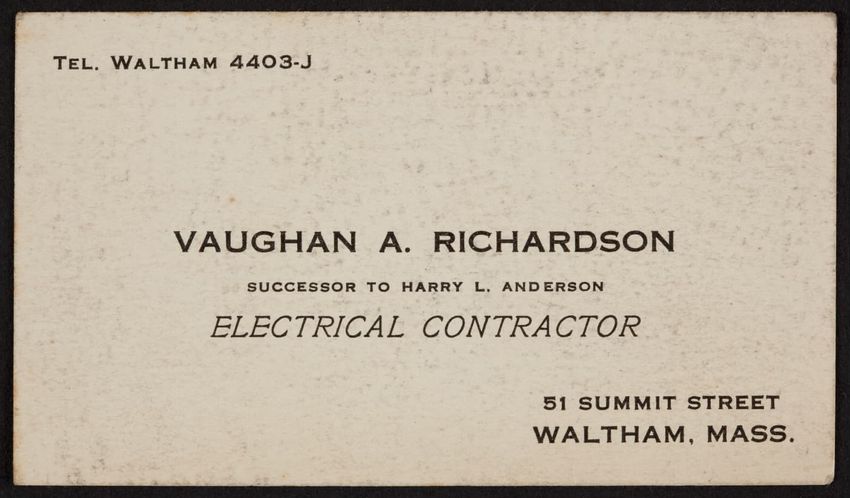 TEL. WALTHAM 4403-J
VAUGHAN A. RICHARDSON
SUCCESSOR TO HARRY L. ANDERSON
ELECTRICAL CONTRACTOR
51 SUMMIT STREET
WALTHAM, MASS.